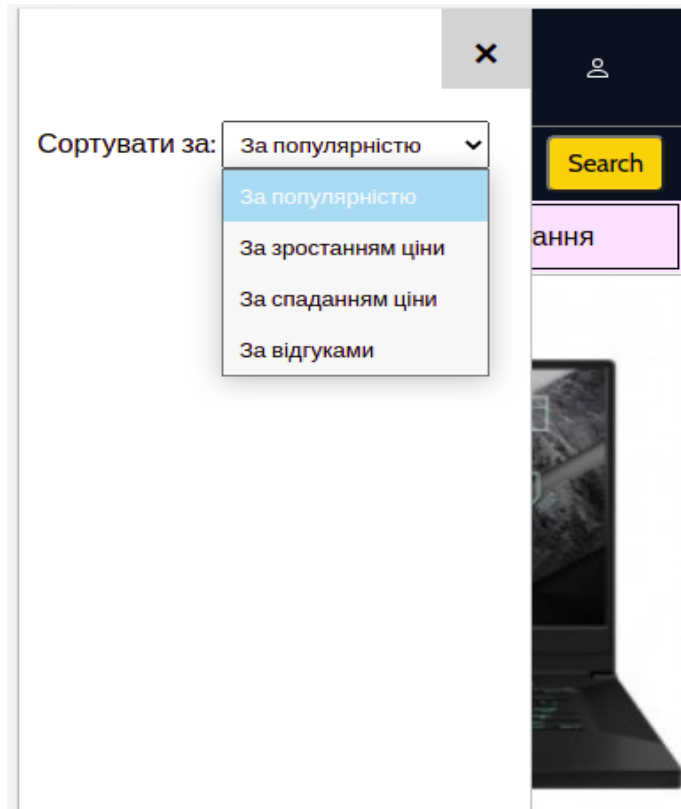 ×
Сортувати за: За популярністю
За популярністю
За зростанням ціни
За спаданням ціни
За відгуками
Search
ання